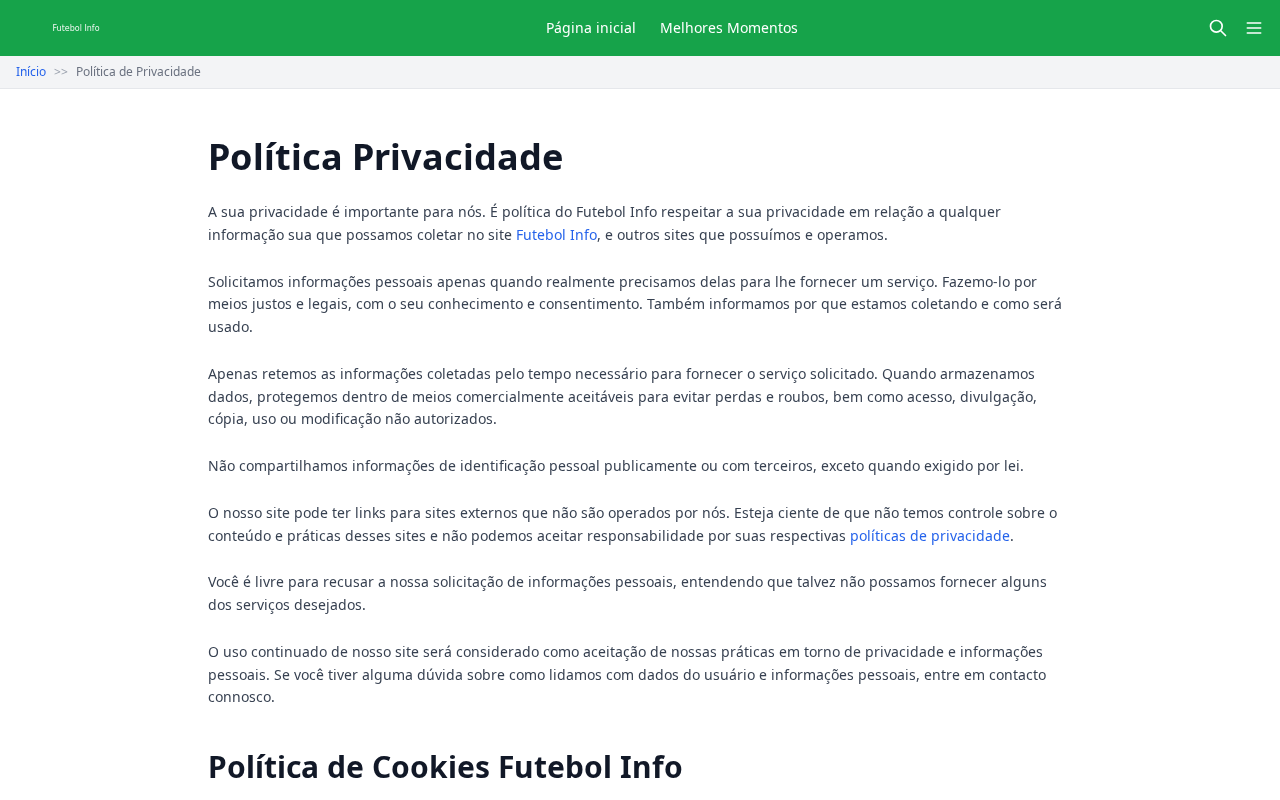 Futebol Info
Página inicial
Melhores Momentos
Início >> Política de Privacidade
Política Privacidade
A sua privacidade é importante para nós. É política do Futebol Info respeitar a sua privacidade em relação a qualquer
informação sua que possamos coletar no site Futebol Info, e outros sites que possuímos e operamos.
Solicitamos informações pessoais apenas quando realmente precisamos delas para lhe fornecer um serviço. Fazemo-lo por
meios justos e legais, com o seu conhecimento e consentimento. Também informamos por que estamos coletando e como será
usado.
Apenas retemos as informações coletadas pelo tempo necessário para fornecer o serviço solicitado. Quando armazenamos
dados, protegemos dentro de meios comercialmente aceitáveis para evitar perdas e roubos, bem como acesso, divulgação,
cópia, uso ou modificação não autorizados.
Não compartilhamos informações de identificação pessoal publicamente ou com terceiros, exceto quando exigido por lei.
O nosso site pode ter links para sites externos que não são operados por nós. Esteja ciente de que não temos controle sobre o
conteúdo e práticas desses sites e não podemos aceitar responsabilidade por suas respectivas políticas de privacidade.
Você é livre para recusar a nossa solicitação de informações pessoais, entendendo que talvez não possamos fornecer alguns
dos serviços desejados.
O uso continuado de nosso site será considerado como aceitação de nossas práticas em torno de privacidade e informações
pessoais. Se você tiver alguma dúvida sobre como lidamos com dados do usuário e informações pessoais, entre em contacto
connosco.
Política de Cookies Futebol Info